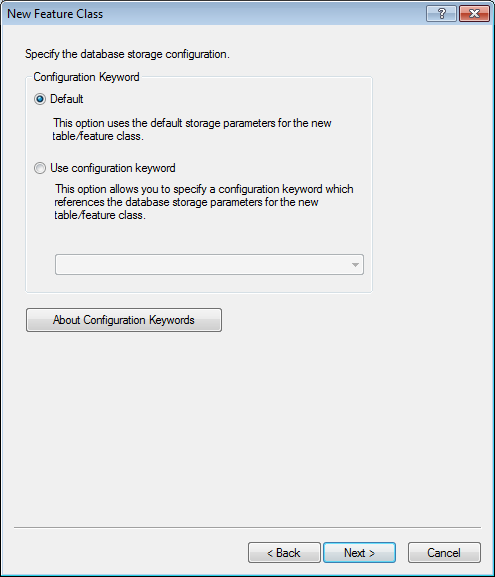 New Feature Class
Specify the database storage configuration.
Configuration Keyword
Default
This option uses the default storage parameters for the new
table/feature class.
Use configuration keyword
This option allows you to specify a configuration keyword which
references the database storage parameters for the new
table/feature class.
About Configuration Keywords
< Back
Next >
Cancel